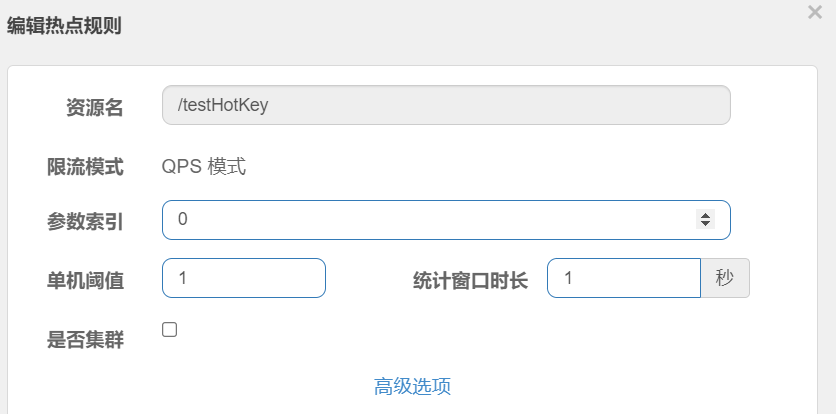 编辑热点规则 ×
资源名 /testHotKey
限流模式 QPS 模式
参数索引 0
单机阈值 1 统计窗口时长 1 秒
是否集群
高级选项